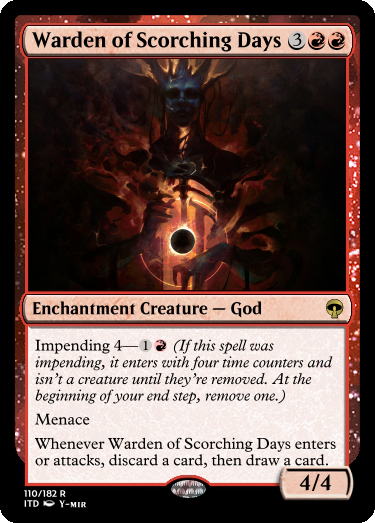 Warden of Scorching Days 3
Enchantment Creature — God
Impending 4—1 (If this spell was
impending, it enters with four time counters and
isn't a creature until they're removed. At the
beginning of your end step, remove one.)
Menace
Whenever Warden of Scorching Days enters
or attacks, discard a card, then draw a card.
4/4
110/182 R
ITD Y-MIR